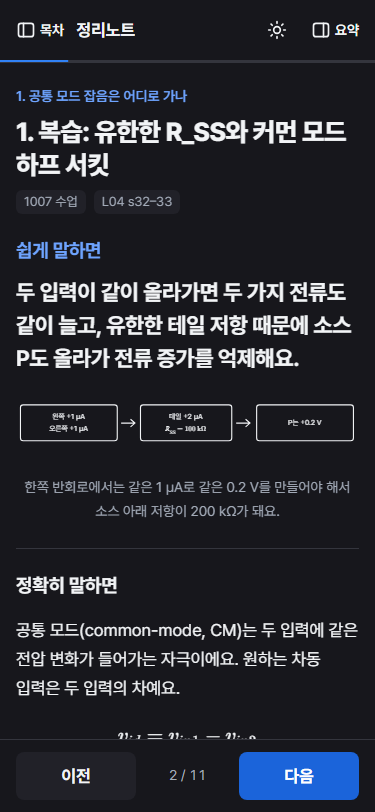 목차 정리노트 요약
1. 공통 모드 잡음은 어디로 가나
1. 복습: 유한한 R_SS와 커먼 모드
하프 서킷
1007 수업 L04 s32–33
쉽게 말하면
두 입력이 같이 올라가면 두 가지 전류도
같이 늘고, 유한한 테일 저항 때문에 소스
P도 올라가 전류 증가를 억제해요.
왼쪽 +1 μA
오른쪽 +1 μA
테일 +2 μA
R_SS = 100 kΩ
P는 +0.2 V
한쪽 반회로에서는 같은 1 μA로 같은 0.2 V를 만들어야 해서
소스 아래 저항이 200 kΩ가 돼요.
정확히 말하면
공통 모드(common-mode, CM)는 두 입력에 같은
전압 변화가 들어가는 자극이에요. 원하는 차동
입력은 두 입력의 차예요.
이전 2 / 11 다음